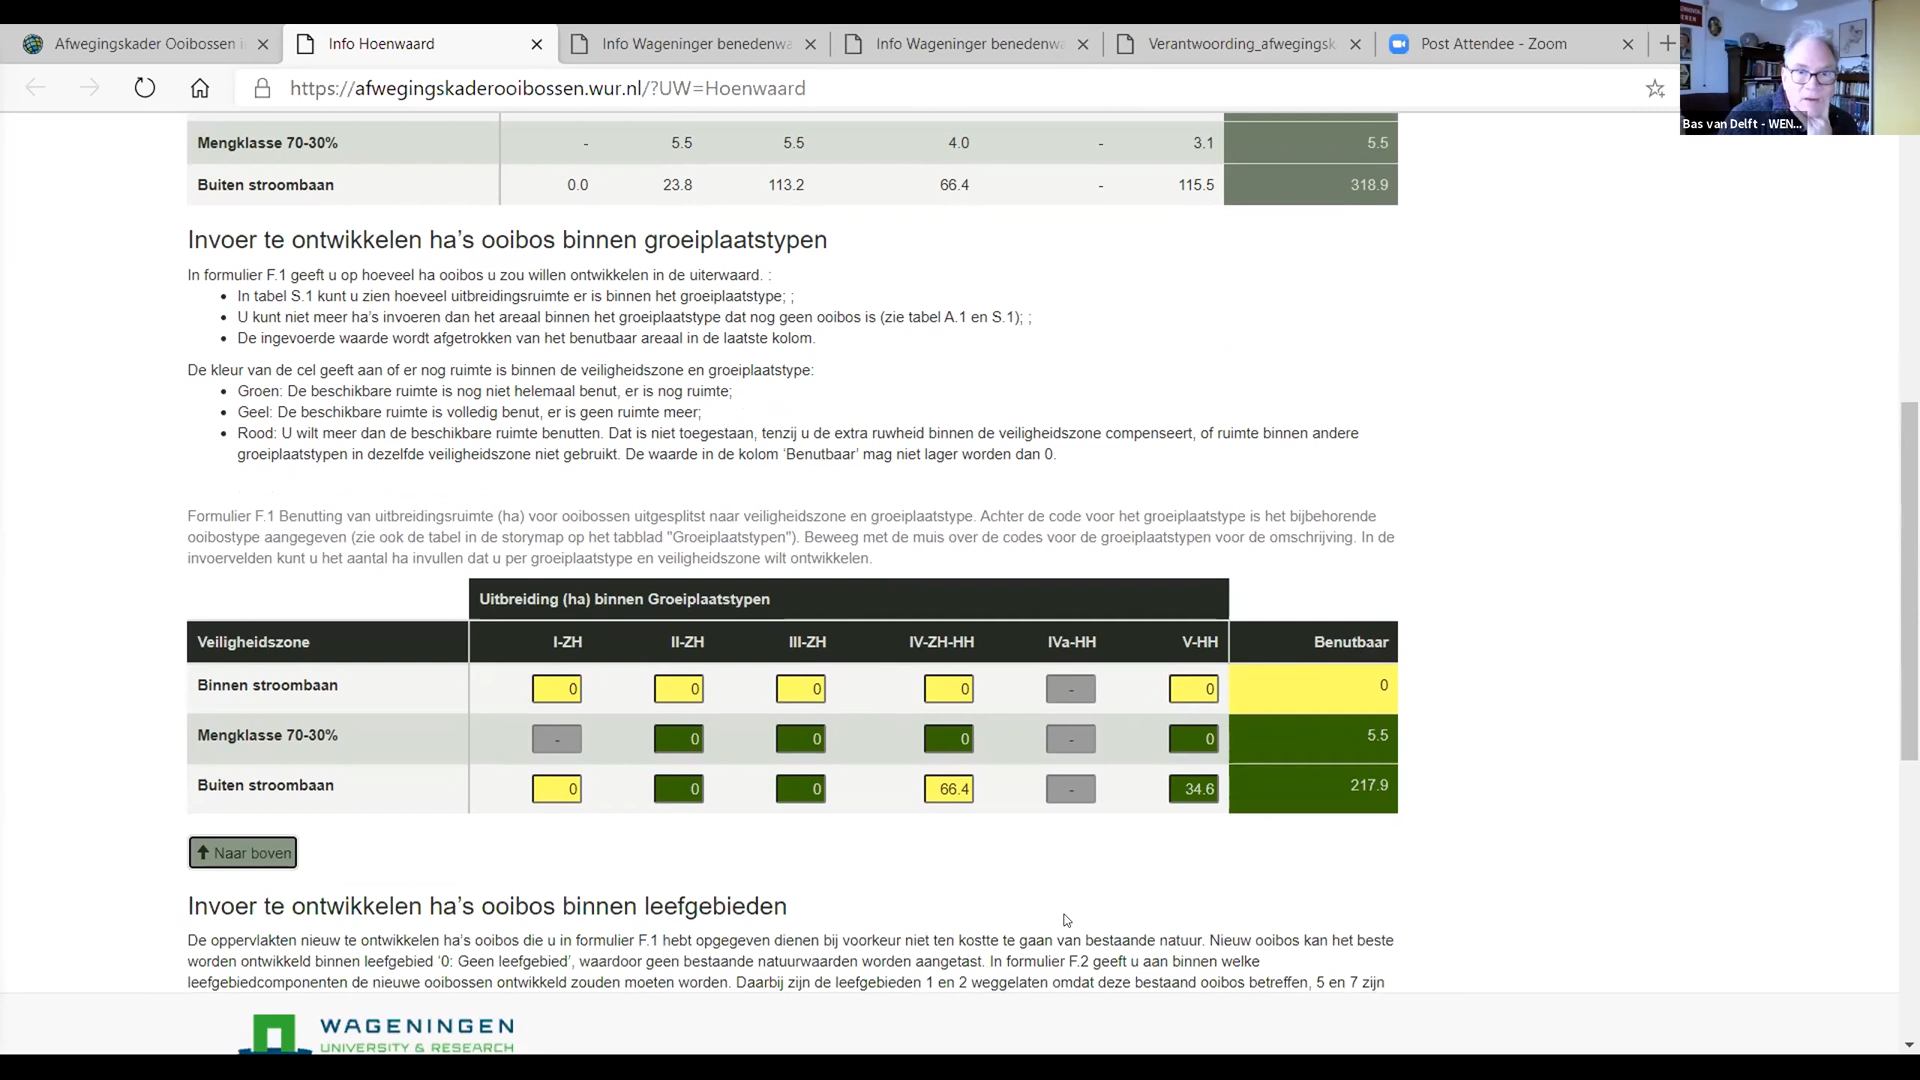 Afwegingskader Ooibossen i
Info Hoenwaard
Info Wageninger benedenwa
Info Wageninger benedenwa
Verantwoording_afwegingsk
Post Attendee - Zoom
https://afwegingskaderooibossen.wur.nl/?UW=Hoenwaard
Bas van Delft - WEN...
Mengklasse 70-30% - 5.5 5.5 4.0 - 3.1 5.5
Buiten stroombaan 0.0 23.8 113.2 66.4 - 115.5 318.9
Invoer te ontwikkelen ha's ooibos binnen groeiplaatstypen
In formulier F.1 geeft u op hoeveel ha ooibos u zou willen ontwikkelen in de uiterwaard. :
• In tabel S.1 kunt u zien hoeveel uitbreidingsruimte er is binnen het groeiplaatstype; ;
• U kunt niet meer ha's invoeren dan het areaal binnen het groeiplaatstype dat nog geen ooibos is (zie tabel A.1 en S.1); ;
• De ingevoerde waarde wordt afgetrokken van het benutbaar areaal in de laatste kolom.
De kleur van de cel geeft aan of er nog ruimte is binnen de veiligheidszone en groeiplaatstype:
• Groen: De beschikbare ruimte is nog niet helemaal benut, er is nog ruimte;
• Geel: De beschikbare ruimte is volledig benut, er is geen ruimte meer;
• Rood: U wilt meer dan de beschikbare ruimte benutten. Dat is niet toegestaan, tenzij u de extra ruwheid binnen de veiligheidszone compenseert, of ruimte binnen andere
groeiplaatstypen in dezelfde veiligheidszone niet gebruikt. De waarde in de kolom 'Benutbaar' mag niet lager worden dan 0.
Formulier F.1 Benutting van uitbreidingsruimte (ha) voor ooibossen uitgesplitst naar veiligheidszone en groeiplaatstype. Achter de code voor het groeiplaatstype is het bijbehorende
ooibostype aangegeven (zie ook de tabel in de storymap op het tabblad "Groeiplaatstypen"). Beweeg met de muis over de codes voor de groeiplaatstypen voor de omschrijving. In de
invoervelden kunt u het aantal ha invullen dat u per groeiplaatstype en veiligheidszone wilt ontwikkelen.
Uitbreiding (ha) binnen Groeiplaatstypen
Veiligheidszone I-ZH II-ZH III-ZH IV-ZH-HH IVa-HH V-HH Benutbaar
Binnen stroombaan 0 0 0 0 - 0 0
Mengklasse 70-30% - 0 0 0 - 0 5.5
Buiten stroombaan 0 0 0 66.4 - 34.6 217.9
Naar boven
Invoer te ontwikkelen ha's ooibos binnen leefgebieden
De oppervlakten nieuw te ontwikkelen ha's ooibos die u in formulier F.1 hebt opgegeven dienen bij voorkeur niet ten kostte te gaan van bestaande natuur. Nieuw ooibos kan het beste
worden ontwikkeld binnen leefgebied '0: Geen leefgebied', waardoor geen bestaande natuurwaarden worden aangetast. In formulier F.2 geeft u aan binnen welke
leefgebiedcomponenten de nieuwe ooibossen ontwikkeld zouden moeten worden. Daarbij zijn de leefgebieden 1 en 2 weggelaten omdat deze bestaand ooibos betreffen, 5 en 7 zijn
WAGENINGEN
UNIVERSITY & RESEARCH